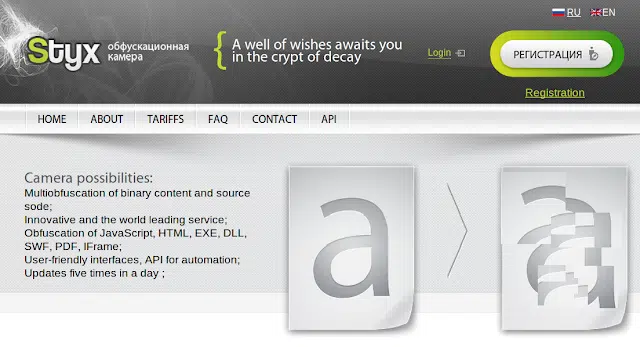 RU EN
Styx обфускационная
камера
A well of wishes awaits you
in the crypt of decay
Login
РЕГИСТРАЦИЯ
Registration
HOME ABOUT TARIFFS FAQ CONTACT API
Camera possibilities:
Multiobfuscation of binary content and source
sode;
Innovative and the world leading service;
Obfuscation of JavaScript, HTML, EXE, DLL,
SWF, PDF, IFrame;
User-friendly interfaces, API for automation;
Updates five times in a day ;
a a